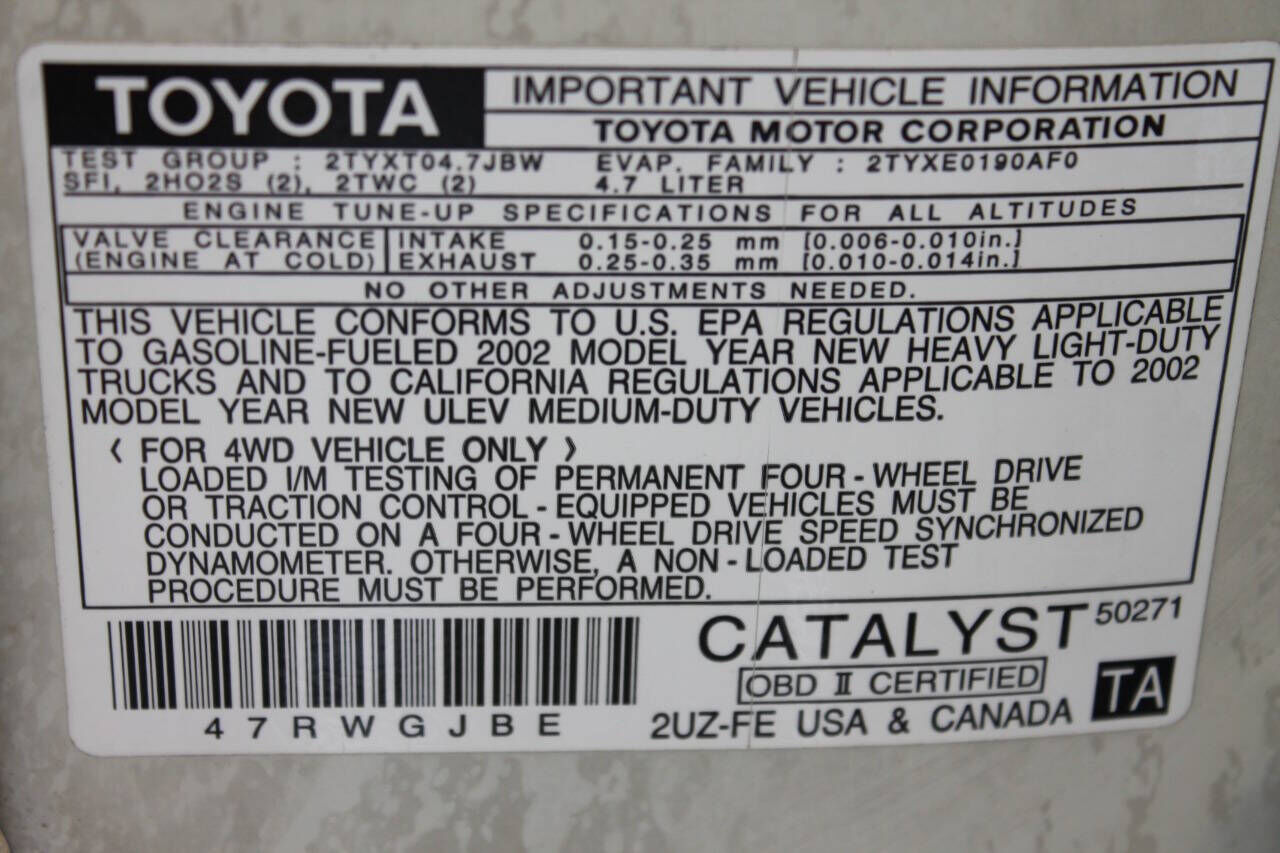 TOYOTA IMPORTANT VEHICLE INFORMATION
TOYOTA MOTOR CORPORATION
TEST GROUP : 2TYXT04.7JBW EVAP. FAMILY : 2TYXE0190AF0
SFI, 2HO2S (2), 2TWC (2) 4.7 LITER
ENGINE TUNE-UP SPECIFICATIONS FOR ALL ALTITUDES
VALVE CLEARANCE INTAKE 0.15-0.25 mm [0.006-0.010in.]
(ENGINE AT COLD) EXHAUST 0.25-0.35 mm [0.010-0.014in.]
NO OTHER ADJUSTMENTS NEEDED.
THIS VEHICLE CONFORMS TO U.S. EPA REGULATIONS APPLICABLE
TO GASOLINE-FUELED 2002 MODEL YEAR NEW HEAVY LIGHT-DUTY
TRUCKS AND TO CALIFORNIA REGULATIONS APPLICABLE TO 2002
MODEL YEAR NEW ULEV MEDIUM-DUTY VEHICLES.
〈 FOR 4WD VEHICLE ONLY 〉
LOADED I/M TESTING OF PERMANENT FOUR - WHEEL DRIVE
OR TRACTION CONTROL - EQUIPPED VEHICLES MUST BE
CONDUCTED ON A FOUR - WHEEL DRIVE SPEED SYNCHRONIZED
DYNAMOMETER. OTHERWISE, A NON - LOADED TEST
PROCEDURE MUST BE PERFORMED.
CATALYST 50271
OBD II CERTIFIED TA
47RWGJBE 2UZ-FE USA & CANADA